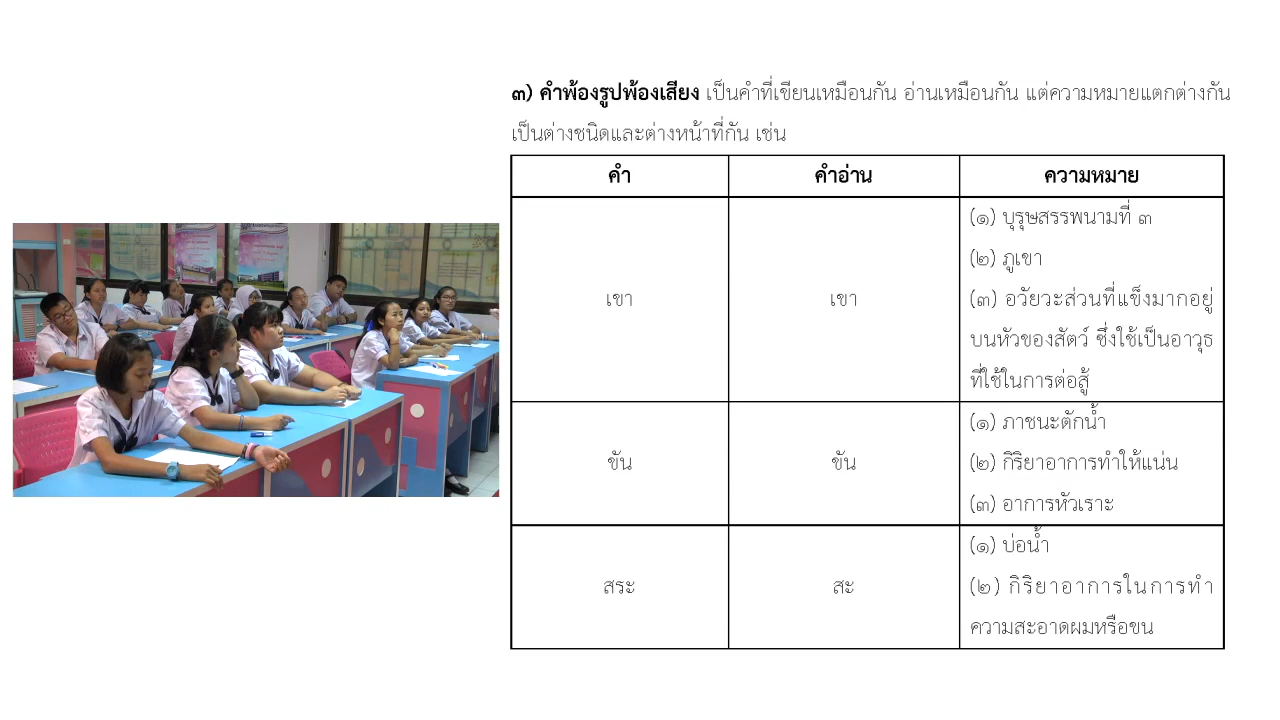 ๓) คำพ้องรูปพ้องเสียง เป็นคำที่เขียนเหมือนกัน อ่านเหมือนกัน แต่ความหมายแตกต่างกัน
เป็นต่างชนิดและต่างหน้าที่กัน เช่น
คำ คำอ่าน ความหมาย
เขา เขา (๑) บุรุษสรรพนามที่ ๓
(๒) ภูเขา
(๓) อวัยวะส่วนที่แข็งมากอยู่
บนหัวของสัตว์ ซึ่งใช้เป็นอาวุธ
ที่ใช้ในการต่อสู้
ขัน ขัน (๑) ภาชนะตักน้ำ
(๒) กิริยาอาการทำให้แน่น
(๓) อาการหัวเราะ
สระ สะ (๑) บ่อน้ำ
(๒) กิริยาอาการในการทำ
ความสะอาดผมหรือขน